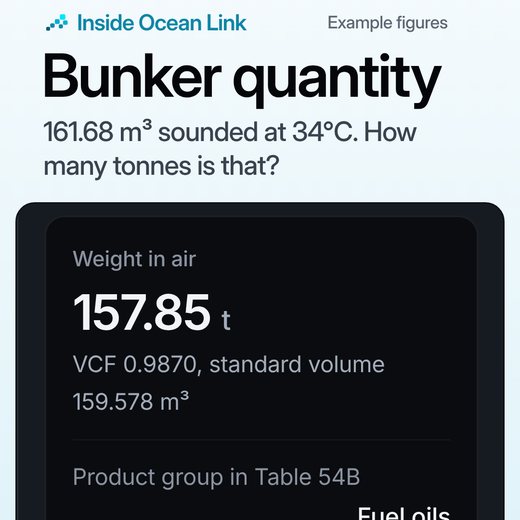 Inside Ocean Link
Example figures
Bunker quantity
161.68 m³ sounded at 34°C. How
many tonnes is that?
Weight in air
157.85 t
VCF 0.9870, standard volume
159.578 m³
Product group in Table 54B
Fuel oils